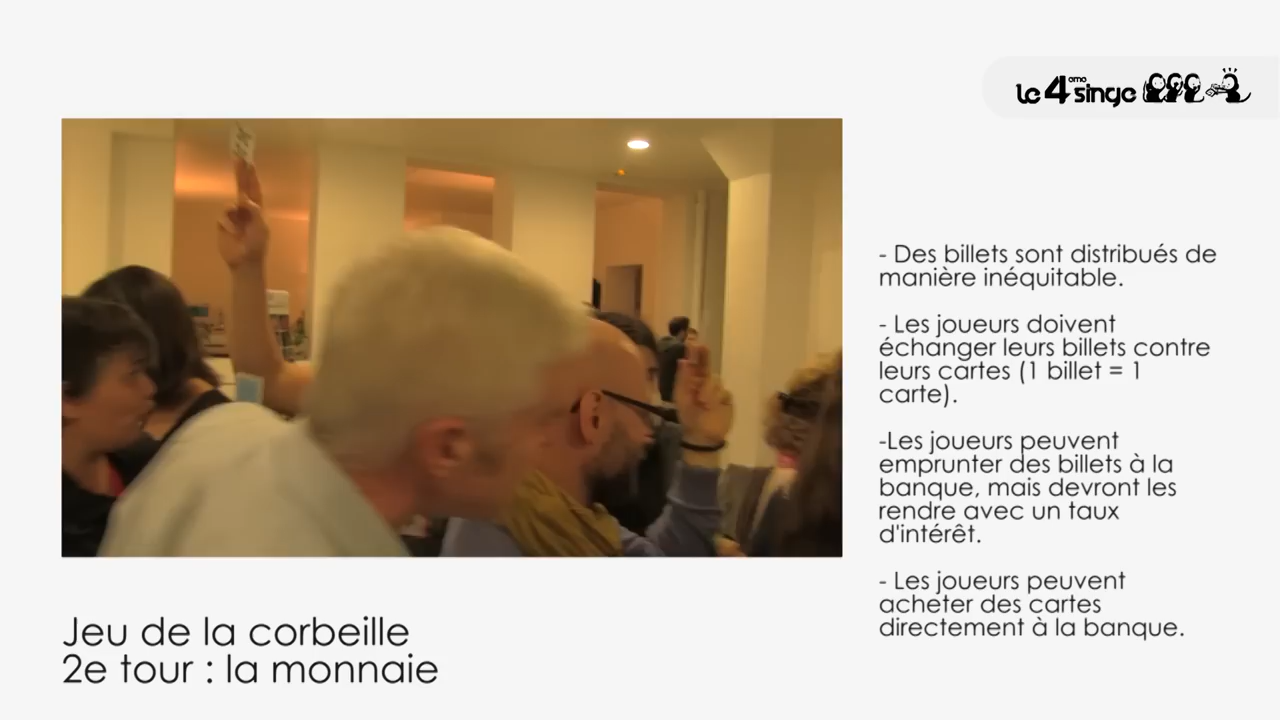 le 4ème singe
- Des billets sont distribués de
manière inéquitable.
- Les joueurs doivent
échanger leurs billets contre
leurs cartes (1 billet = 1
carte).
-Les joueurs peuvent
emprunter des billets à la
banque, mais devront les
rendre avec un taux
d'intérêt.
- Les joueurs peuvent
acheter des cartes
directement à la banque.
Jeu de la corbeille
2e tour : la monnaie